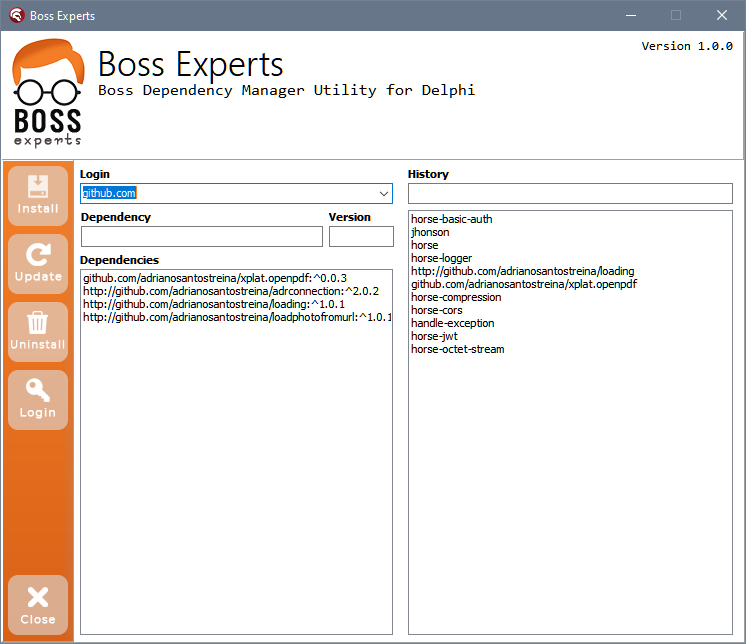 Boss Experts
Version 1.0.0
Boss Experts
Boss Dependency Manager Utility for Delphi
BOSS
experts
Install
Update
Uninstall
Login
Close
Login
github.com
Dependency
Version
Dependencies
github.com/adrianosantostreina/xplat.openpdf:^0.0.3
http://github.com/adrianosantostreina/adrconnection:^2.0.2
http://github.com/adrianosantostreina/loading:^1.0.1
http://github.com/adrianosantostreina/loadphotofromurl:^1.0.1
History
horse-basic-auth
jhonson
horse
horse-logger
http://github.com/adrianosantostreina/loading
github.com/adrianosantostreina/xplat.openpdf
horse-compression
horse-cors
handle-exception
horse-jwt
horse-octet-stream